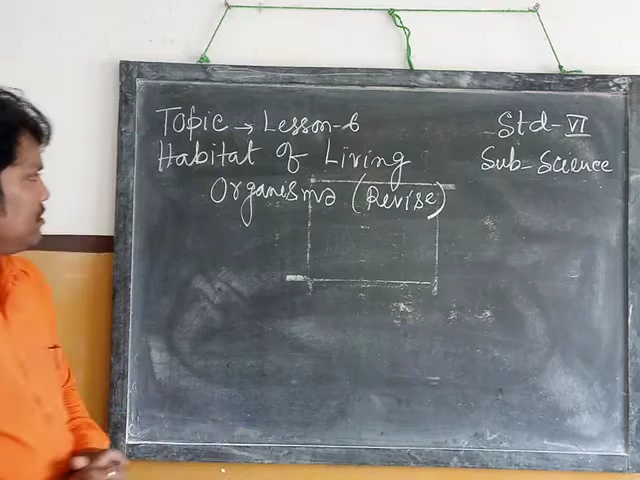 Topic → Lesson-6
Std-VI
Habitat of Living
Sub-Science
Organisms (Revise)